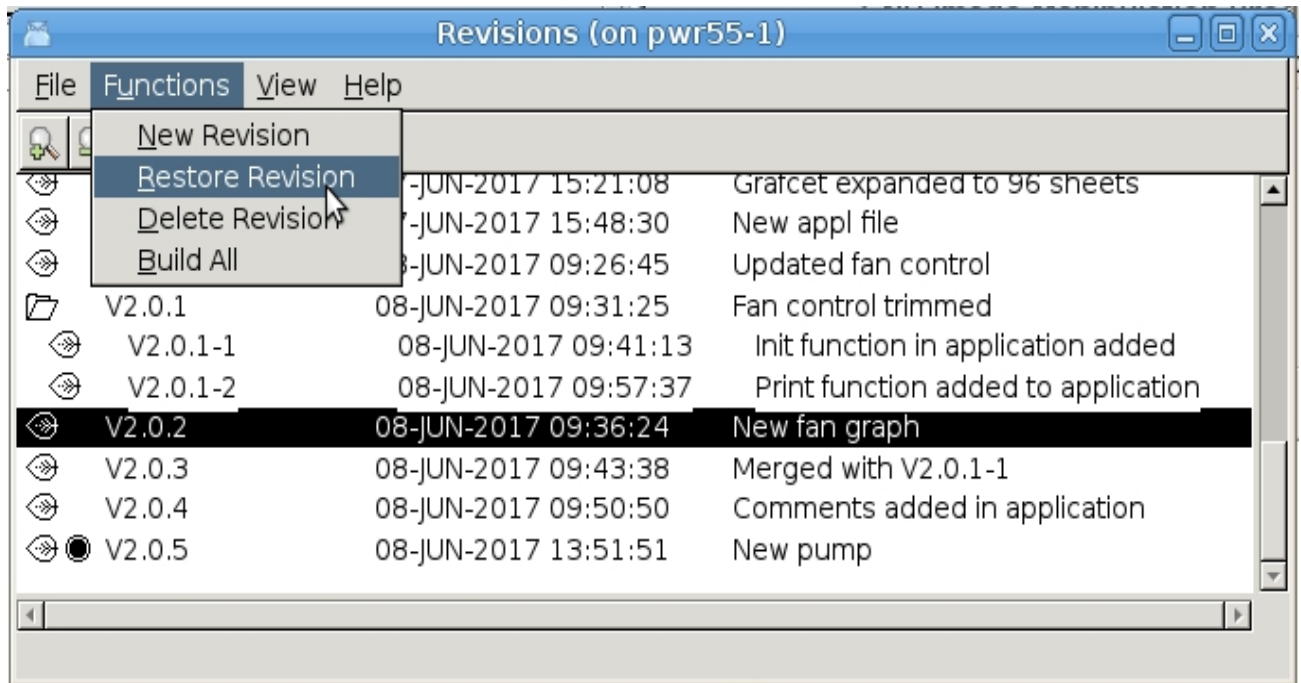 Revisions (on pwr55-1)
File Functions View Help
New Revision
Restore Revision
Delete Revision
Build All
-JUN-2017 15:21:08 Grafcet expanded to 96 sheets
-JUN-2017 15:48:30 New appl file
-JUN-2017 09:26:45 Updated fan control
V2.0.1 08-JUN-2017 09:31:25 Fan control trimmed
V2.0.1-1 08-JUN-2017 09:41:13 Init function in application added
V2.0.1-2 08-JUN-2017 09:57:37 Print function added to application
V2.0.2 08-JUN-2017 09:36:24 New fan graph
V2.0.3 08-JUN-2017 09:43:38 Merged with V2.0.1-1
V2.0.4 08-JUN-2017 09:50:50 Comments added in application
V2.0.5 08-JUN-2017 13:51:51 New pump